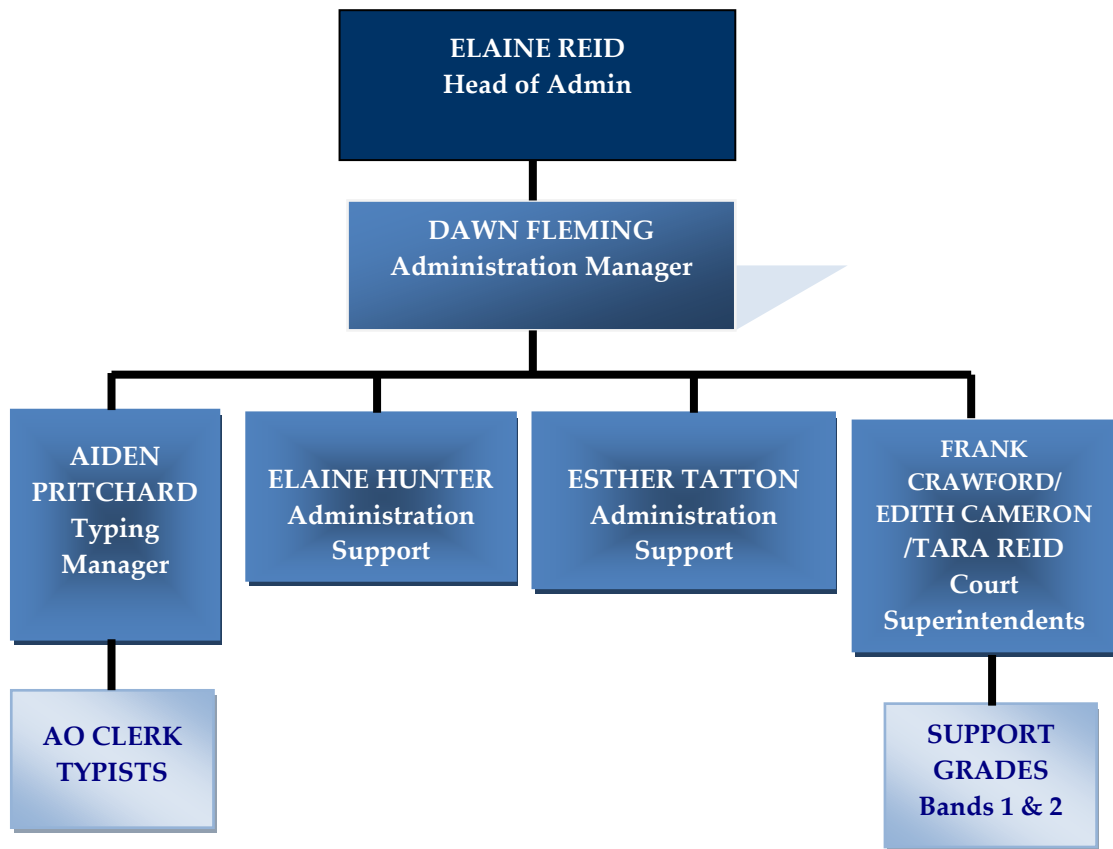 ELAINE REID
Head of Admin
DAWN FLEMING
Administration Manager
AIDEN
PRITCHARD
Typing
Manager
ELAINE HUNTER
Administration
Support
ESTHER TATTON
Administration
Support
FRANK
CRAWFORD/
EDITH CAMERON
/TARA REID
Court
Superintendents
AO CLERK
TYPISTS
SUPPORT
GRADES
Bands 1 & 2